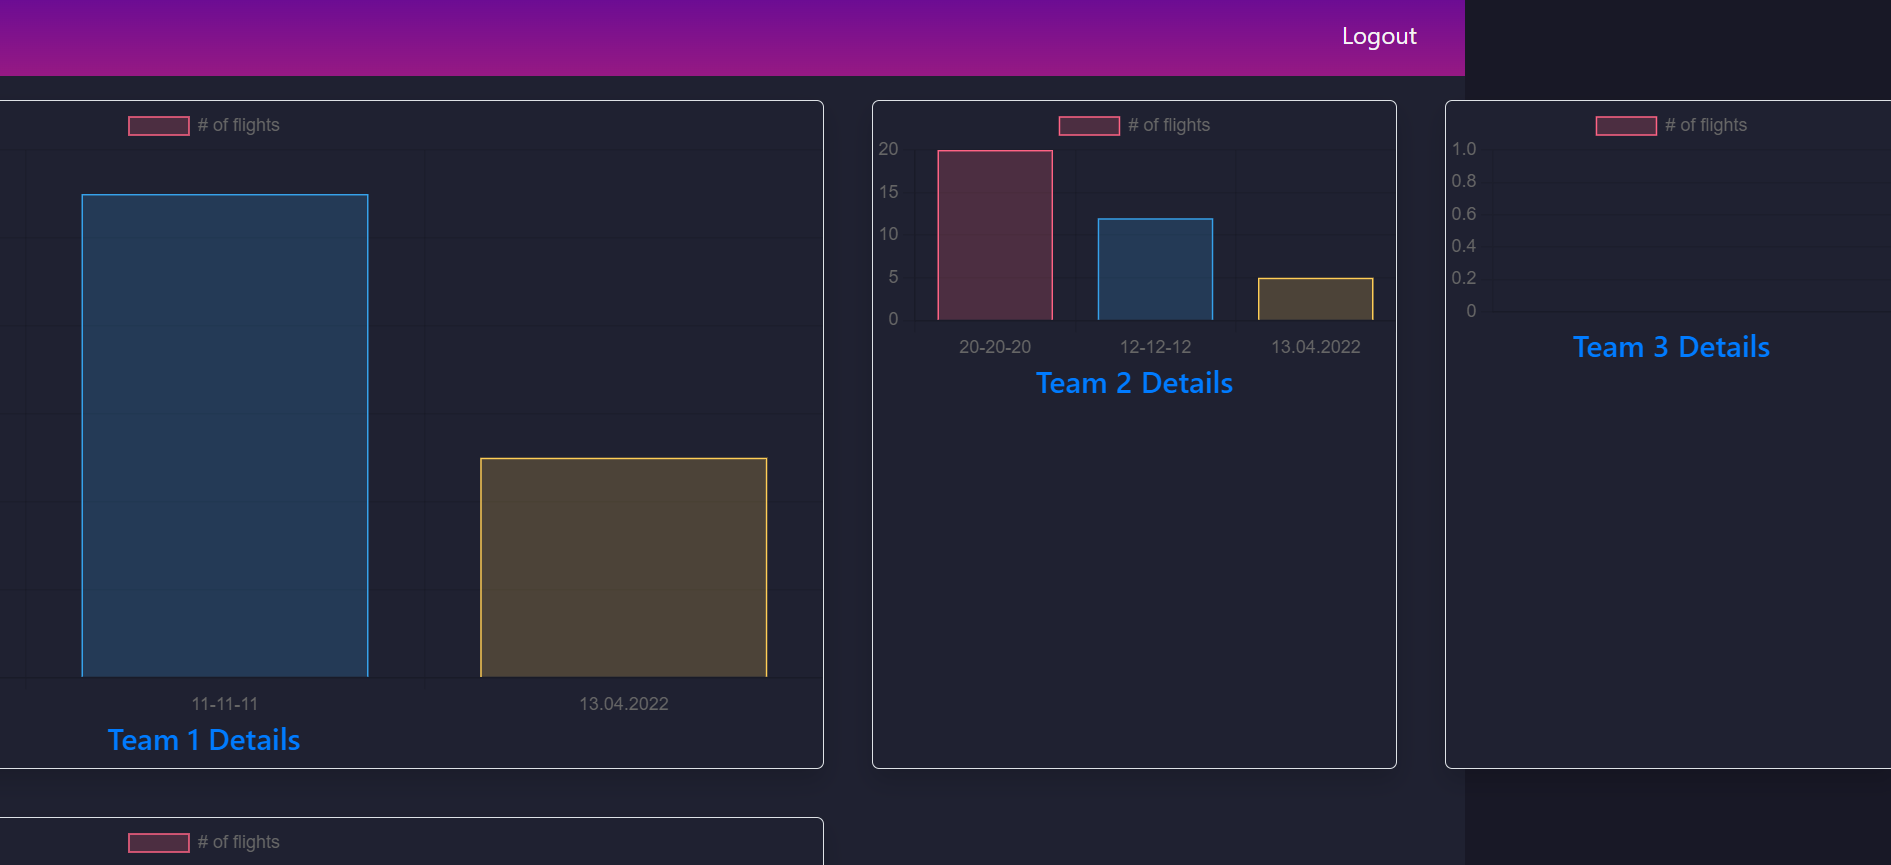 Logout
# of flights
11-11-11
13.04.2022
Team 1 Details
# of flights
20
15
10
5
0
20-20-20
12-12-12
13.04.2022
Team 2 Details
# of flights
1.0
0.8
0.6
0.4
0.2
0
Team 3 Details
# of flights